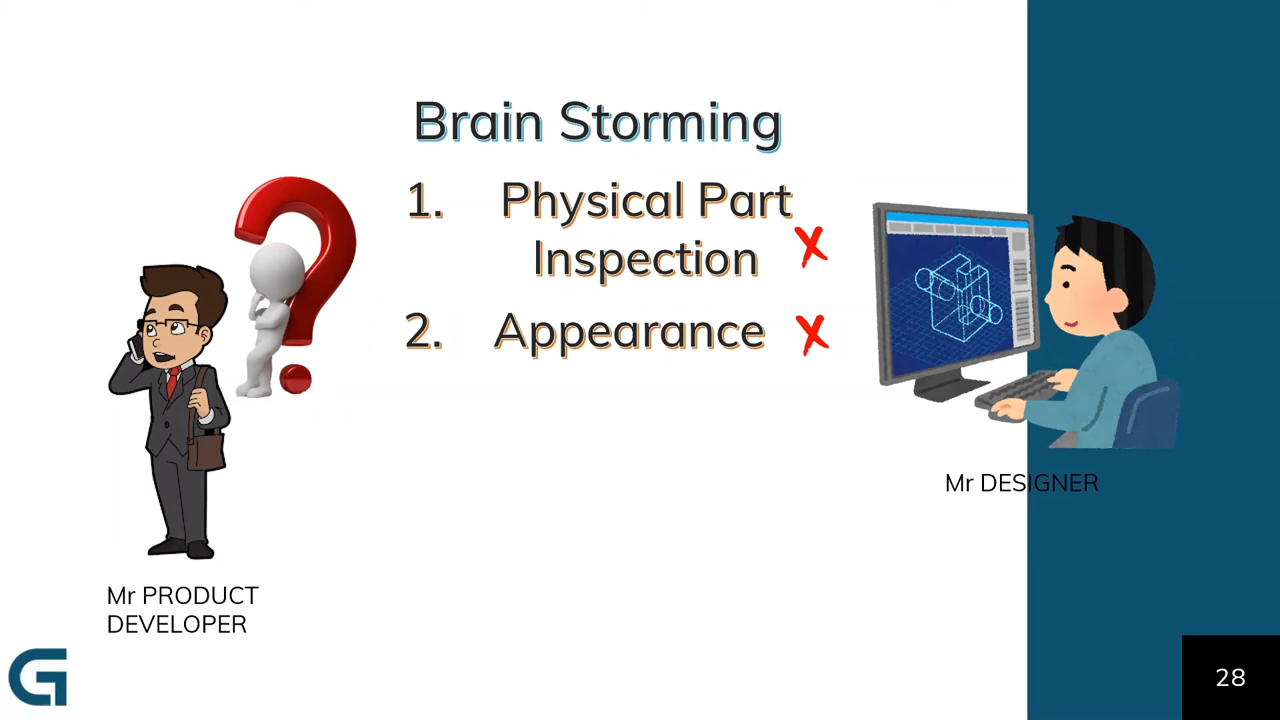 Brain Storming
1. Physical Part
Inspection
2. Appearance
Mr DESIGNER
Mr PRODUCT
DEVELOPER
28